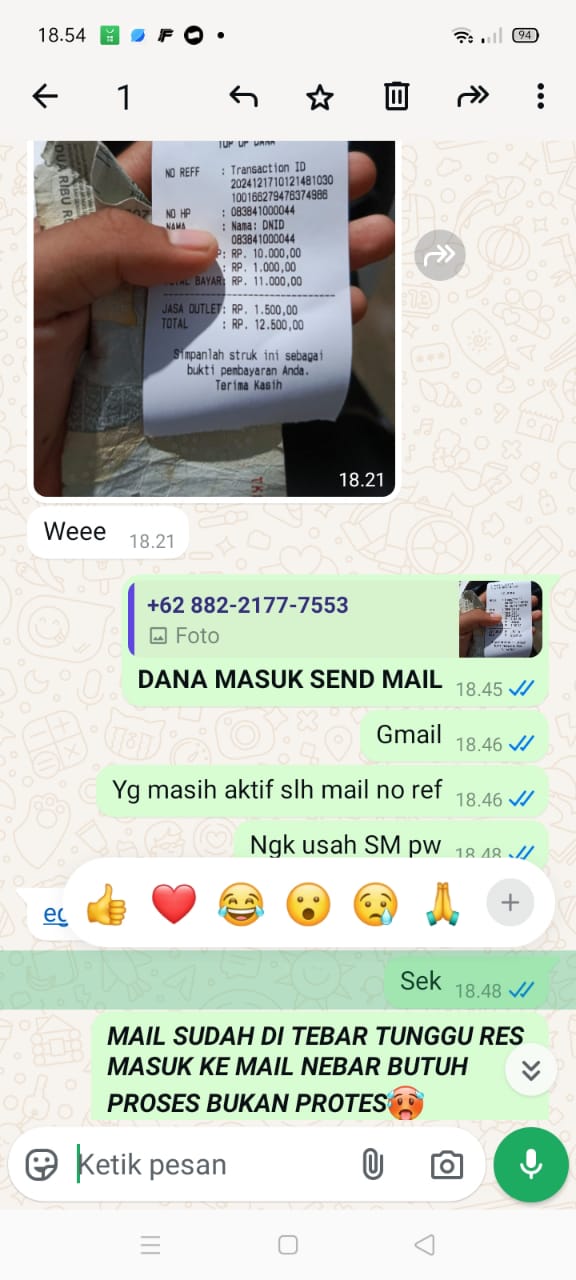 18.54
94
1
TOP UP DANA
NO REFF : Transaction ID
2024121710121481030
100166279476374986
NO HP : 083841000044
NAMA : Nama: DNID
083841000044
P: RP. 10.000,00
: RP. 1.000,00
BAYAR: RP. 11.000,00
JASA OUTLET: RP. 1.500,00
TOTAL : RP. 12.500,00
Simpanlah struk ini sebagai
bukti pembayaran Anda.
Terima Kasih
DUA RIBU
18.21
Weee 18.21
+62 882-2177-7553
Foto
DANA MASUK SEND MAIL 18.45
Gmail 18.46
Yg masih aktif slh mail no ref 18.46
Ngk usah SM pw 18.48
Sek 18.48
MAIL SUDAH DI TEBAR TUNGGU RES
MASUK KE MAIL NEBAR BUTUH
PROSES BUKAN PROTES🥵
Ketik pesan